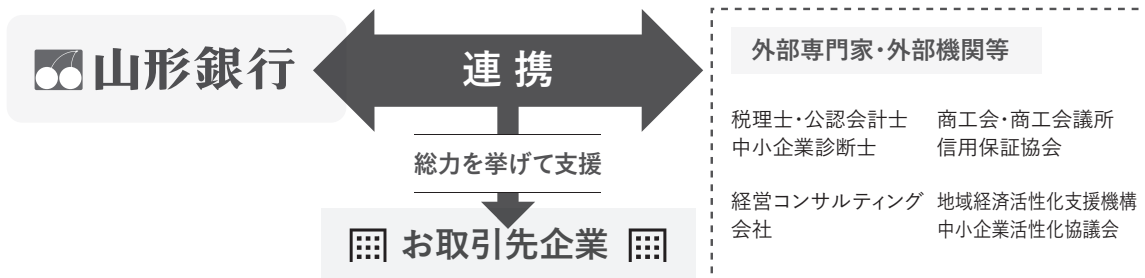 山形銀行
連携
外部専門家・外部機関等
税理士・公認会計士
中小企業診断士
商工会・商工会議所
信用保証協会
経営コンサルティング
会社
地域経済活性化支援機構
中小企業活性化協議会
総力を挙げて支援
お取引先企業